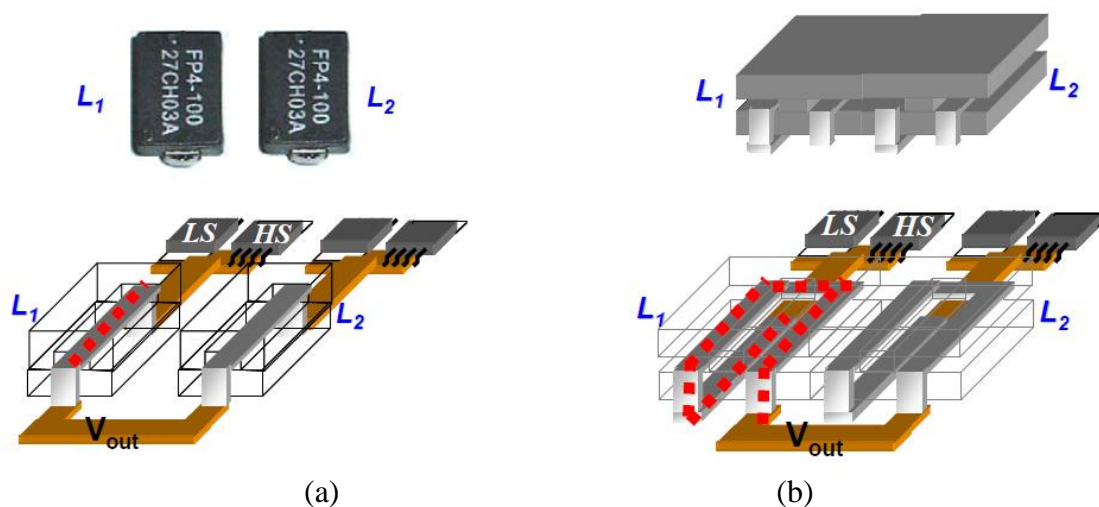 L1
FP4-100
27CH03A
FP4-100
27CH03A
L2
LS HS
L1
L2
Vout
(a)
L1
L2
LS HS
L1
L2
Vout
(b)